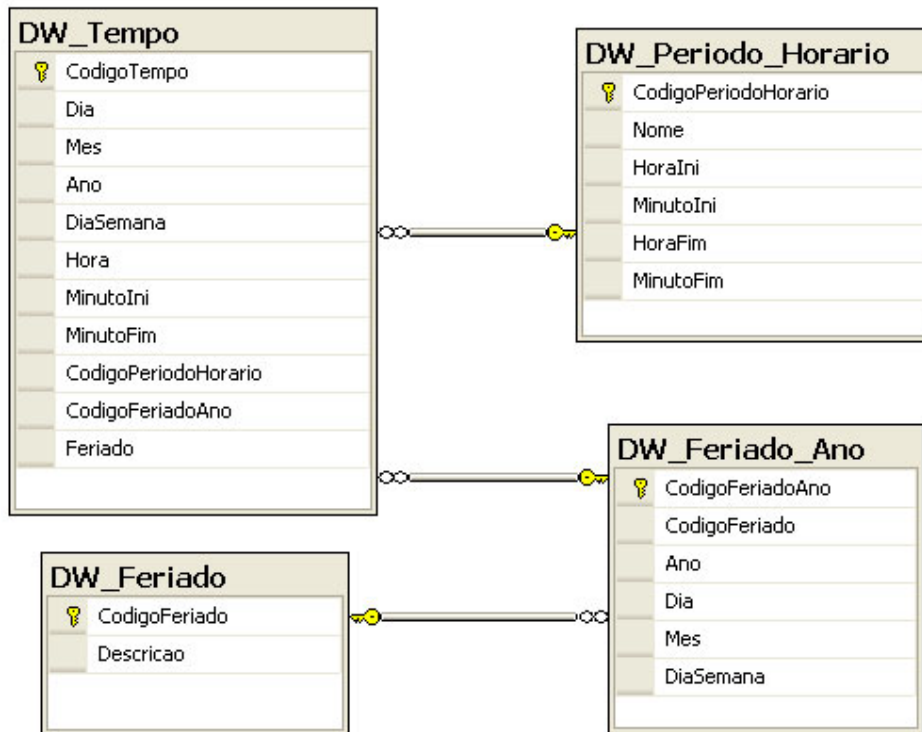 DW_Tempo
CodigoTempo
Dia
Mes
Ano
DiaSemana
Hora
MinutoIni
MinutoFim
CodigoPeriodoHorario
CodigoFeriadoAno
Feriado
DW_Periodo_Horario
CodigoPeriodoHorario
Nome
HoraIni
MinutoIni
HoraFim
MinutoFim
DW_Feriado
CodigoFeriado
Descricao
DW_Feriado_Ano
CodigoFeriadoAno
CodigoFeriado
Ano
Dia
Mes
DiaSemana